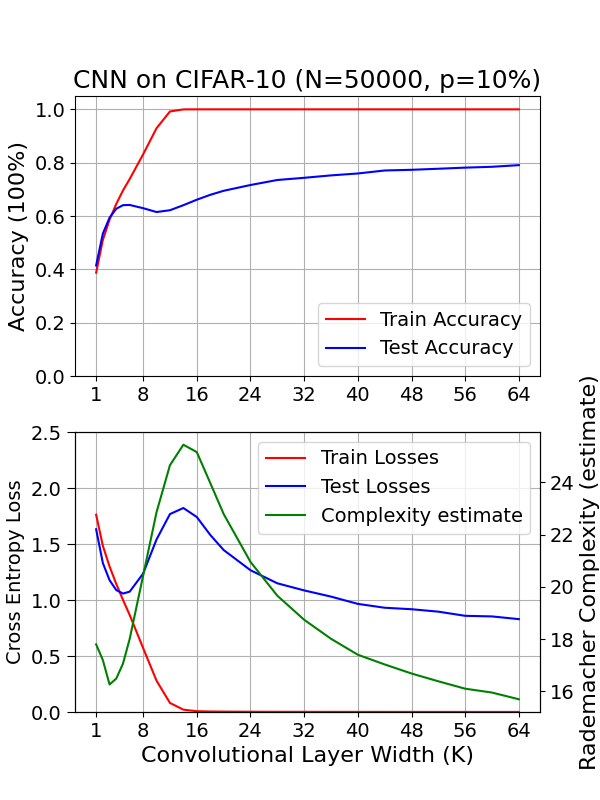 CNN on CIFAR-10 (N=50000, p=10%)
Accuracy (100%)
1.0
0.8
0.6
0.4
0.2
0.0
Train Accuracy
Test Accuracy
1 8 16 24 32 40 48 56 64
Cross Entropy Loss
2.5
2.0
1.5
1.0
0.5
0.0
Train Losses
Test Losses
Complexity estimate
24
22
20
18
16
Rademacher Complexity (estimate)
1 8 16 24 32 40 48 56 64
Convolutional Layer Width (K)